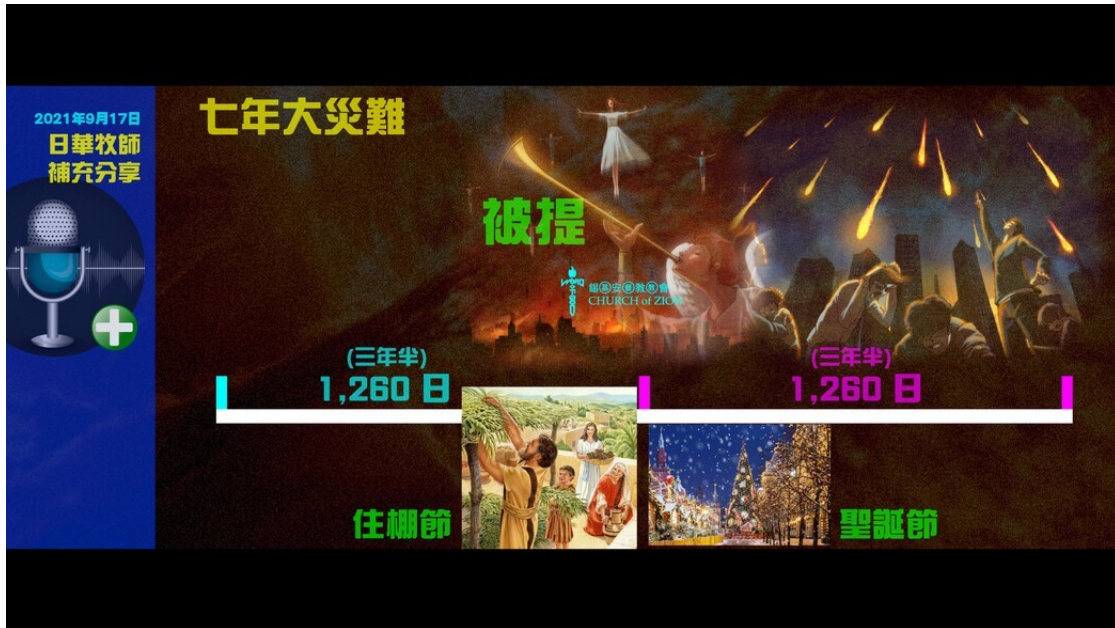 2021年9月17日
日華牧師
補充分享
七年大災難
被提
WORD
錫安聖教會
CHURCH of ZION
(三年半)
1,260 日
(三年半)
1,260 日
住棚節
聖誕節